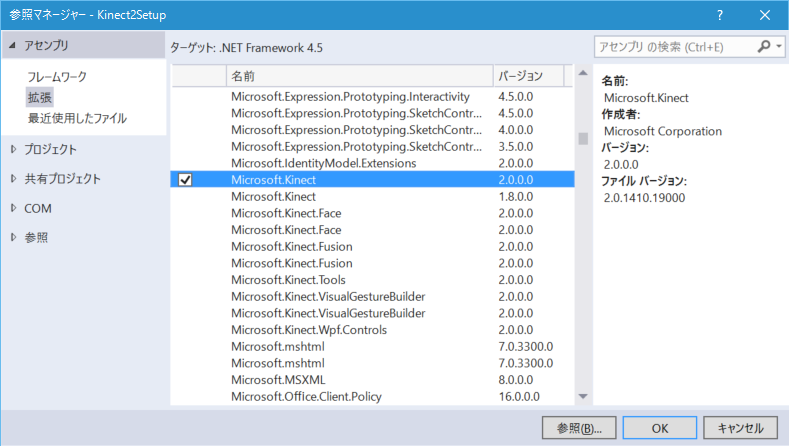 参照マネージャー - Kinect2Setup
アセンブリ
フレームワーク
拡張
最近使用したファイル
プロジェクト
共有プロジェクト
COM
参照
ターゲット: .NET Framework 4.5
アセンブリ の検索 (Ctrl+E)
名前 バージョン
Microsoft.Expression.Prototyping.Interactivity 4.5.0.0
Microsoft.Expression.Prototyping.SketchContr... 4.5.0.0
Microsoft.Expression.Prototyping.SketchContr... 4.0.0.0
Microsoft.Expression.Prototyping.SketchContr... 3.5.0.0
Microsoft.IdentityModel.Extensions 2.0.0.0
Microsoft.Kinect 2.0.0.0
Microsoft.Kinect 1.8.0.0
Microsoft.Kinect.Face 2.0.0.0
Microsoft.Kinect.Face 2.0.0.0
Microsoft.Kinect.Fusion 2.0.0.0
Microsoft.Kinect.Fusion 2.0.0.0
Microsoft.Kinect.Tools 2.0.0.0
Microsoft.Kinect.VisualGestureBuilder 2.0.0.0
Microsoft.Kinect.VisualGestureBuilder 2.0.0.0
Microsoft.Kinect.Wpf.Controls 2.0.0.0
Microsoft.mshtml 7.0.3300.0
Microsoft.mshtml 7.0.3300.0
Microsoft.MSXML 8.0.0.0
Microsoft.Office.Client.Policy 16.0.0.0
名前:
Microsoft.Kinect
作成者:
Microsoft Corporation
バージョン:
2.0.0.0
ファイル バージョン:
2.0.1410.19000
参照(B)... OK キャンセル